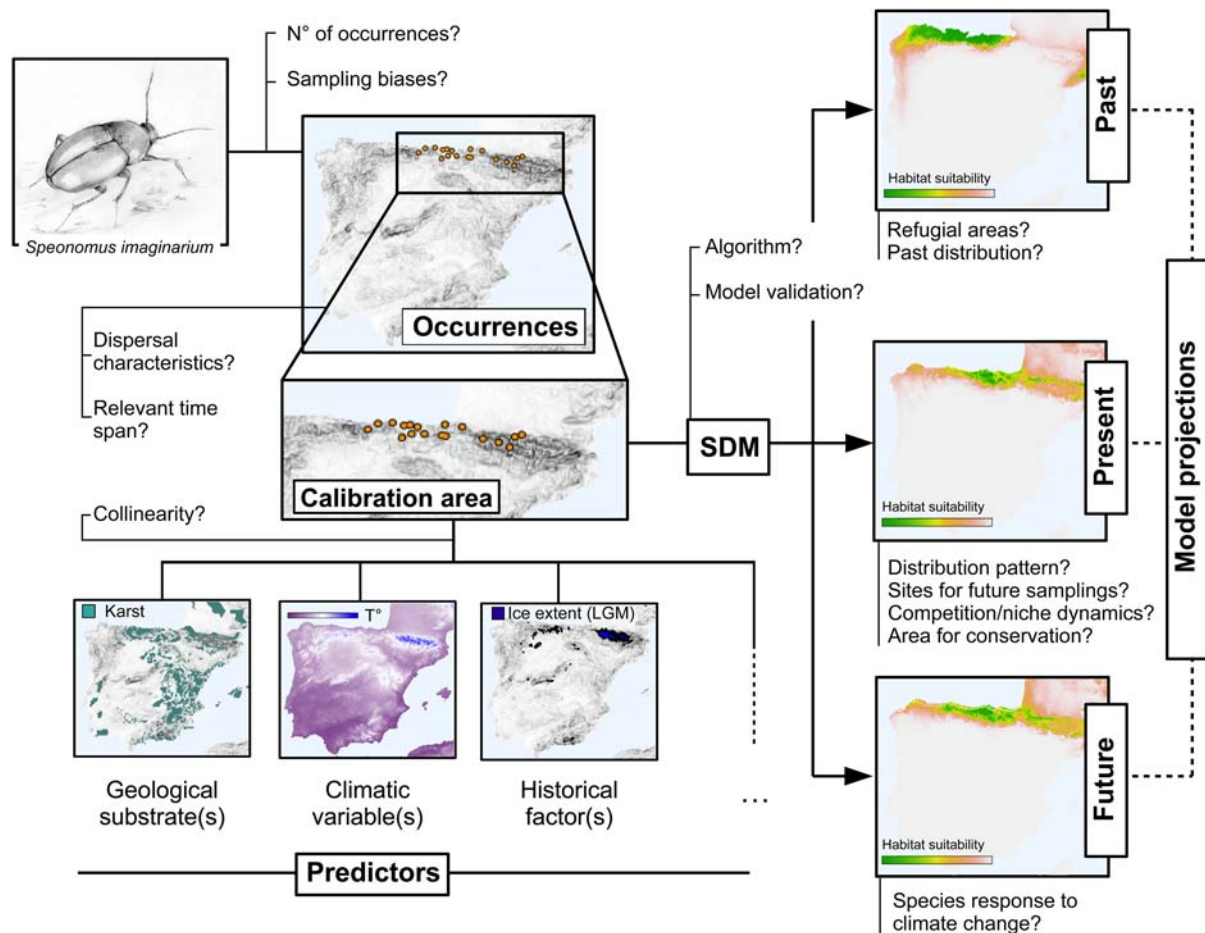 N° of occurrences?
Sampling biases?
Speonomus imaginarium
Occurrences
Dispersal
characteristics?
Relevant time
span?
Calibration area
Collinearity?
Karst
T°
Ice extent (LGM)
Geological
substrate(s)
Climatic
variable(s)
Historical
factor(s)
...
Predictors
SDM
Algorithm?
Model validation?
Habitat suitability
Past
Refugial areas?
Past distribution?
Habitat suitability
Present
Distribution pattern?
Sites for future samplings?
Competition/niche dynamics?
Area for conservation?
Habitat suitability
Future
Species response to
climate change?
Model projections